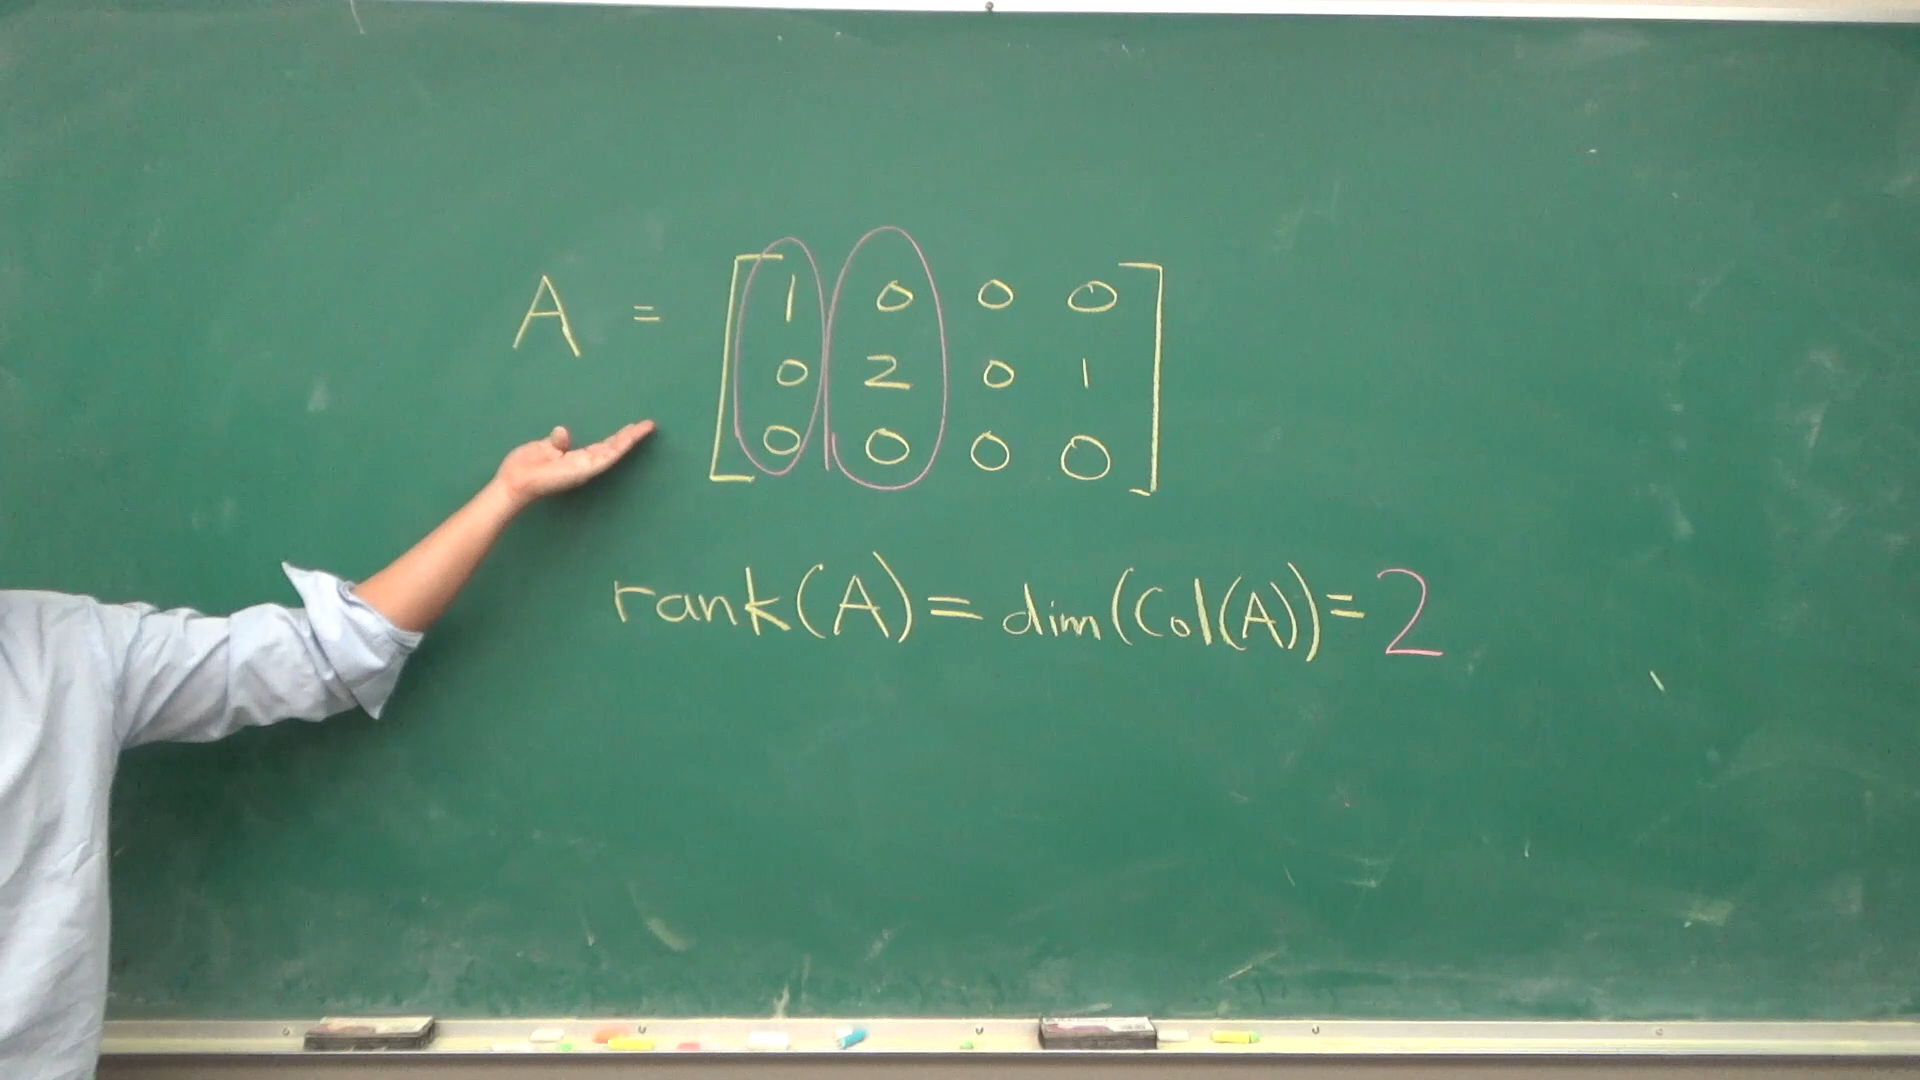 A = [ 1 0 0 0
0 2 0 1
0 0 0 0 ]
rank(A) = dim(Col(A)) = 2